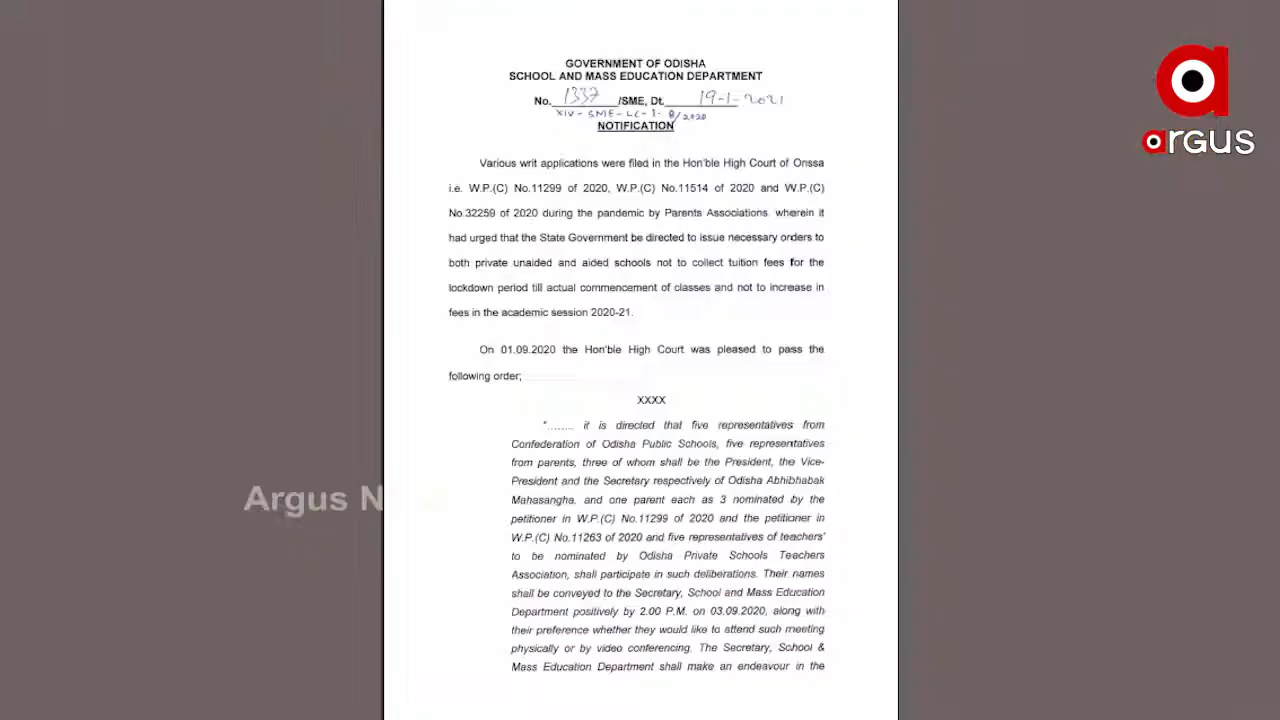 GOVERNMENT OF ODISHA
SCHOOL AND MASS EDUCATION DEPARTMENT
No. 1337 /SME, Dt. 19-1-2021
XIV-SME-LC-1-8/2020
NOTIFICATION
Various writ applications were filed in the Hon'ble High Court of Orissa
i.e. W.P.(C) No.11299 of 2020, W.P.(C) No.11514 of 2020 and W.P.(C)
No.32259 of 2020 during the pandemic by Parents Associations wherein it
had urged that the State Government be directed to issue necessary orders to
both private unaided and aided schools not to collect tuition fees for the
lockdown period till actual commencement of classes and not to increase in
fees in the academic session 2020-21.
On 01.09.2020 the Hon'ble High Court was pleased to pass the
following order;
XXXX
"........ it is directed that five representatives from
Confederation of Odisha Public Schools, five representatives
from parents, three of whom shall be the President, the Vice-
President and the Secretary respectively of Odisha Abhibhabak
Mahasangha, and one parent each as 3 nominated by the
petitioner in W.P.(C) No.11299 of 2020 and the petitioner in
W.P.(C) No.11263 of 2020 and five representatives of teachers'
to be nominated by Odisha Private Schools Teachers
Association, shall participate in such deliberations. Their names
shall be conveyed to the Secretary, School and Mass Education
Department positively by 2.00 P.M. on 03.09.2020, along with
their preference whether they would like to attend such meeting
physically or by video conferencing. The Secretary, School &
Mass Education Department shall make an endeavour in the
argus
Argus N